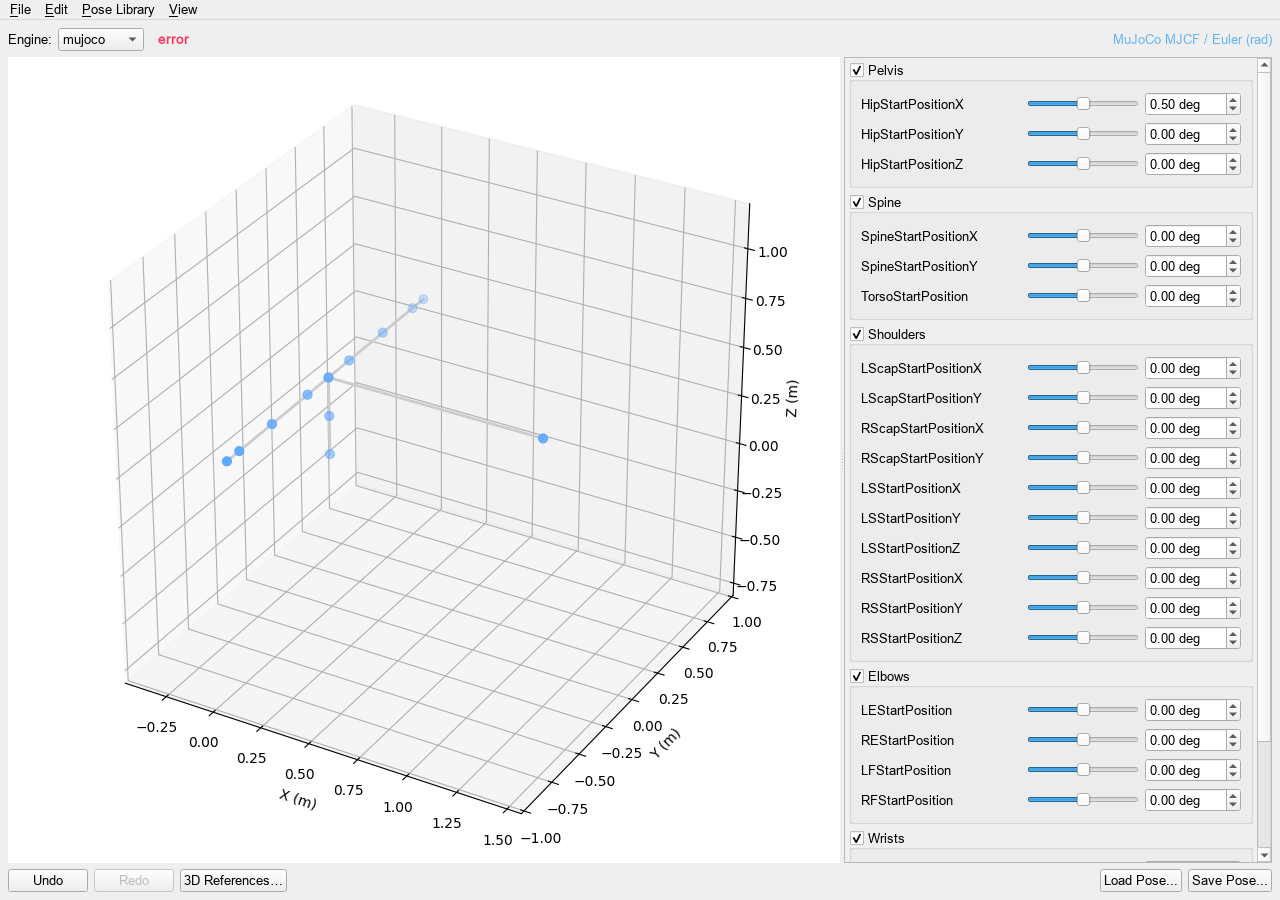 File Edit Pose Library View
Engine: mujoco error MuJoCo MJCF / Euler (rad)
Pelvis
HipStartPositionX 0.50 deg
HipStartPositionY 0.00 deg
HipStartPositionZ 0.00 deg
Spine
SpineStartPositionX 0.00 deg
SpineStartPositionY 0.00 deg
TorsoStartPosition 0.00 deg
Shoulders
LScapStartPositionX 0.00 deg
LScapStartPositionY 0.00 deg
RScapStartPositionX 0.00 deg
RScapStartPositionY 0.00 deg
LSStartPositionX 0.00 deg
LSStartPositionY 0.00 deg
LSStartPositionZ 0.00 deg
RSStartPositionX 0.00 deg
RSStartPositionY 0.00 deg
RSStartPositionZ 0.00 deg
Elbows
LEStartPosition 0.00 deg
REStartPosition 0.00 deg
LFStartPosition 0.00 deg
RFStartPosition 0.00 deg
Wrists
1.00
0.75
0.50
0.25
0.00
−0.25
−0.50
−0.75
Z (m)
1.00
0.75
0.50
0.25
0.00
−0.25
−0.50
−0.75
−1.00
Y (m)
−0.25
0.00
0.25
0.50
0.75
1.00
1.25
1.50
X (m)
Undo Redo 3D References... Load Pose... Save Pose...